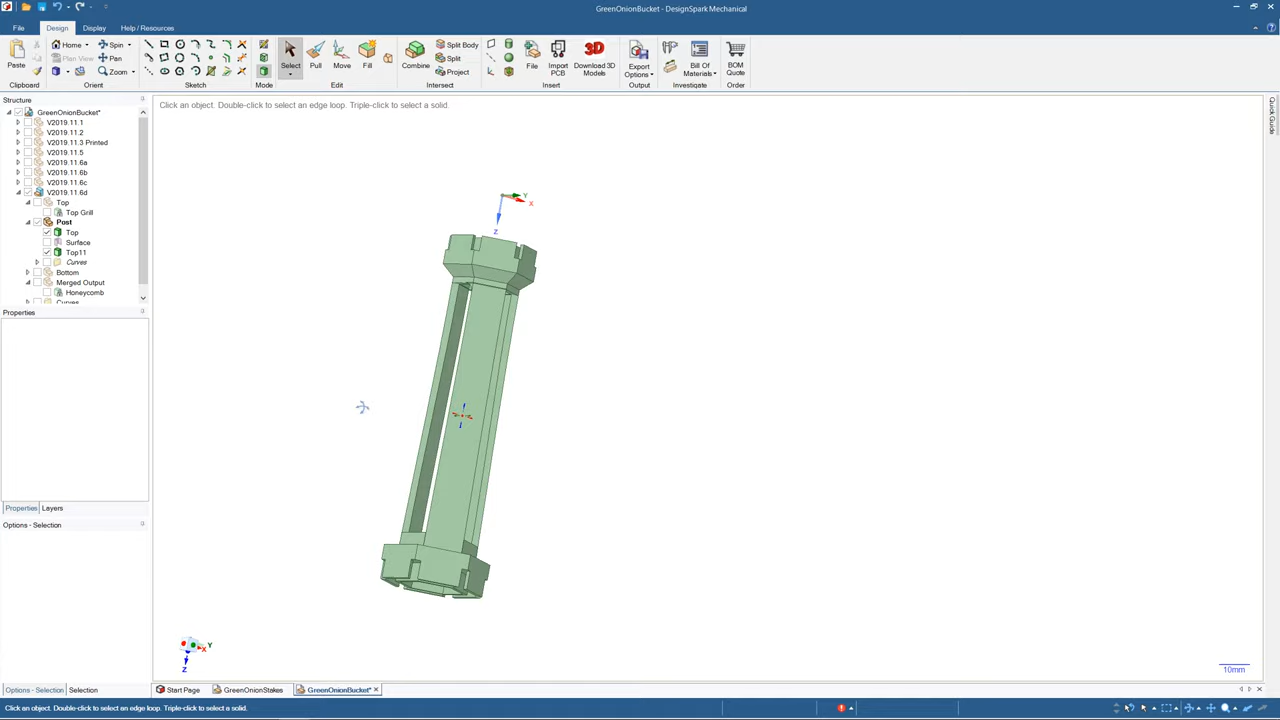 GreenOnionBucket - DesignSpark Mechanical
File Design Display Help / Resources
Paste
Home Spin
Plan View Pan
Zoom
Select Pull Move Fill
Combine
Split Body
Split
Project
File
Import PCB
Download 3D Models
Export Options
Bill Of Materials
BOM Quote
Clipboard Orient Sketch Mode Edit Intersect Insert Output Investigate Order
Structure
GreenOnionBucket*
V2019.11.1
V2019.11.2
V2019.11.3 Printed
V2019.11.5
V2019.11.6a
V2019.11.6b
V2019.11.6c
V2019.11.6d
Top
Top Grill
Post
Top
Surface
Top11
Curves
Bottom
Merged Output
Honeycomb
Curves
Properties
Properties Layers
Options - Selection
Options - Selection Selection
Click an object. Double-click to select an edge loop. Triple-click to select a solid.
Quick Guide
Y
X
Z
Y
X
Z
10mm
Start Page GreenOnionStakes GreenOnionBucket*
Click an object. Double-click to select an edge loop. Triple-click to select a solid.